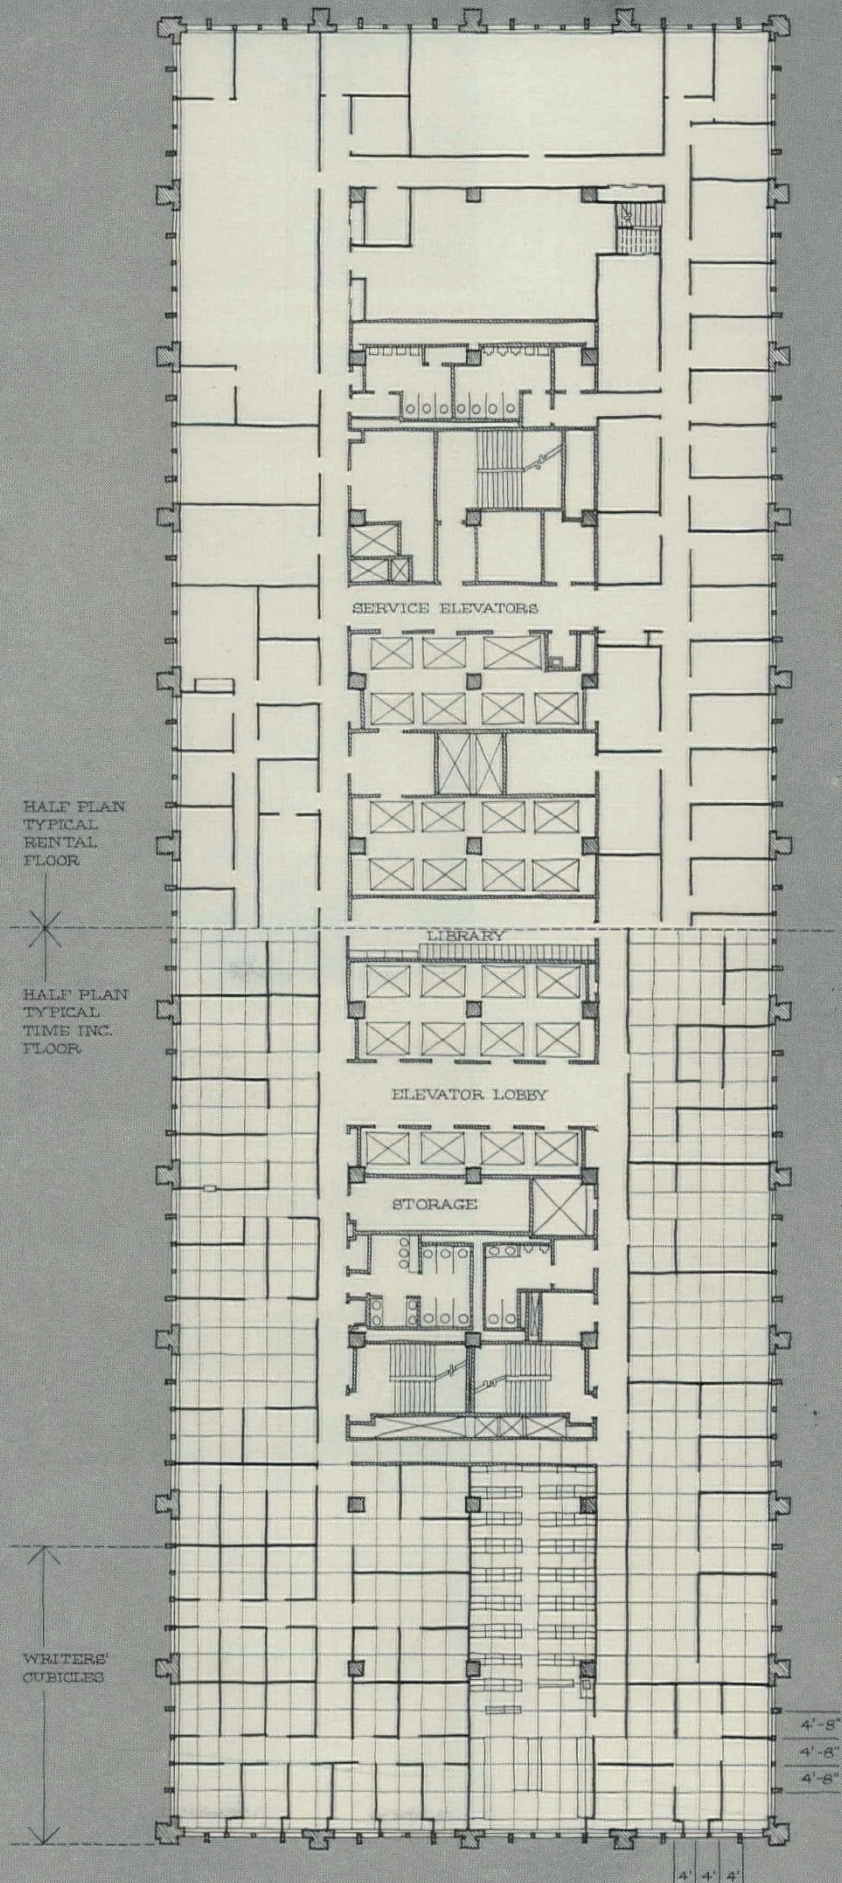 SERVICE ELEVATORS
HALF PLAN
TYPICAL
RENTAL
FLOOR
LIBRARY
HALF PLAN
TYPICAL
TIME INC.
FLOOR
ELEVATOR LOBBY
STORAGE
WRITERS'
CUBICLES
4'-8"
4'-8"
4'-8"
4' 4' 4'